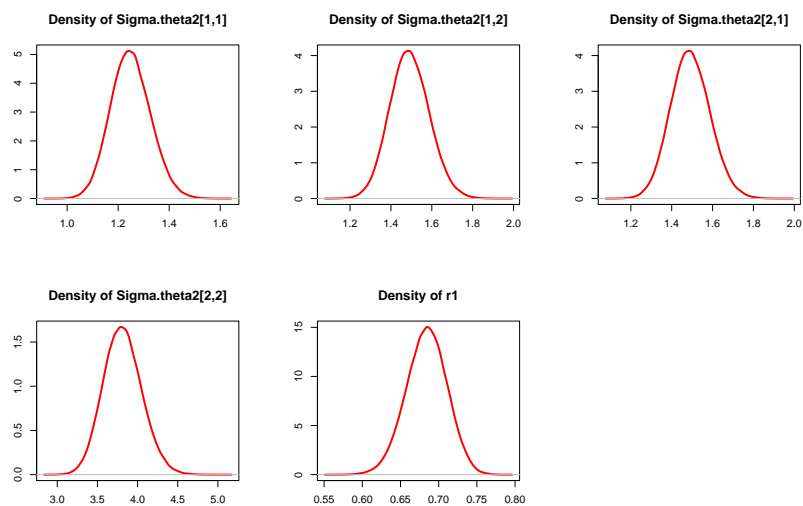 Density of Sigma.theta2[1,1]
Density of Sigma.theta2[1,2]
Density of Sigma.theta2[2,1]
0 1 2 3 4 5
1.0 1.2 1.4 1.6
0 1 2 3 4
1.2 1.4 1.6 1.8 2.0
0 1 2 3 4
1.2 1.4 1.6 1.8 2.0
Density of Sigma.theta2[2,2]
Density of r1
0.0 0.5 1.0 1.5
3.0 3.5 4.0 4.5 5.0
0 5 10 15
0.55 0.60 0.65 0.70 0.75 0.80